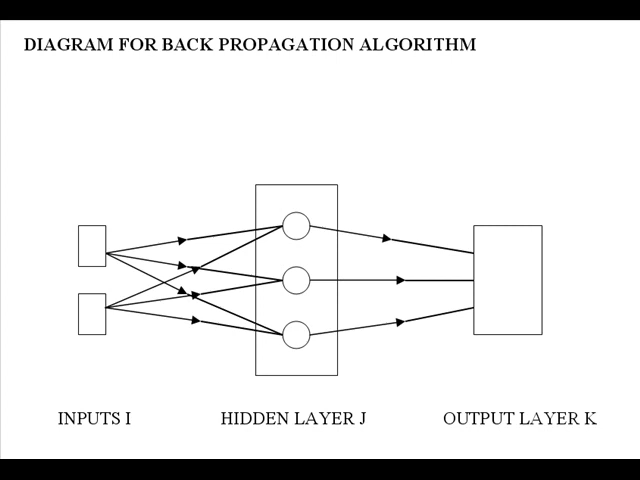 DIAGRAM FOR BACK PROPAGATION ALGORITHM
INPUTS I
HIDDEN LAYER J
OUTPUT LAYER K